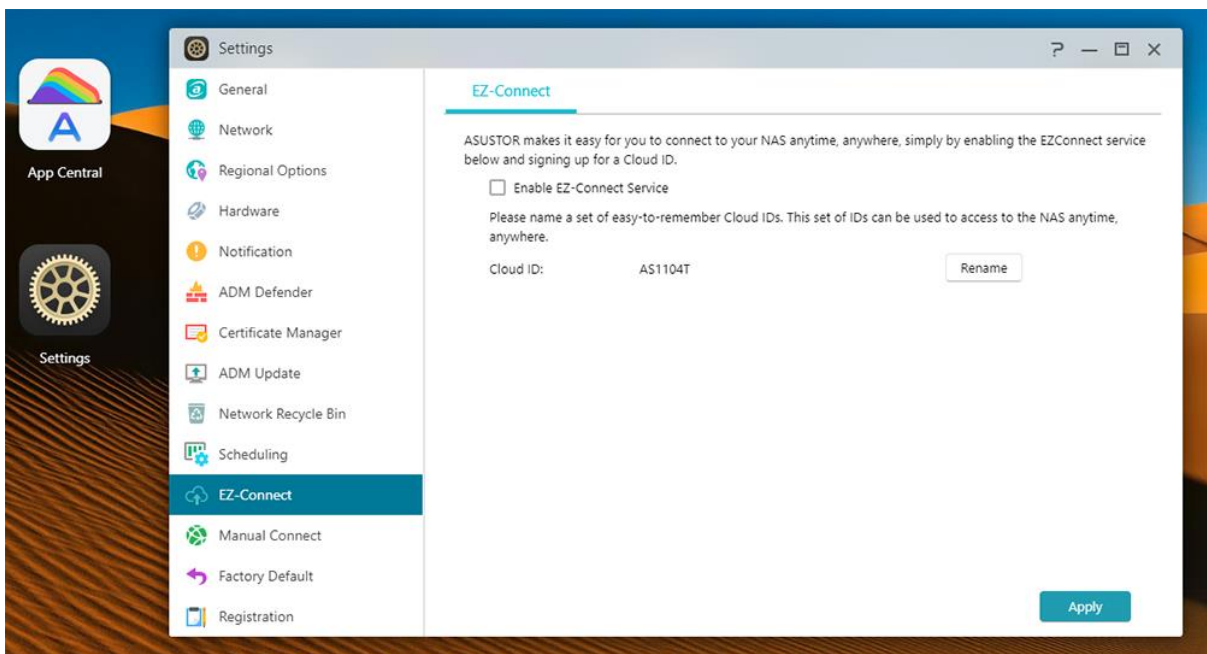 Settings
App Central
Settings
General
Network
Regional Options
Hardware
Notification
ADM Defender
Certificate Manager
ADM Update
Network Recycle Bin
Scheduling
EZ-Connect
Manual Connect
Factory Default
Registration
EZ-Connect
ASUSTOR makes it easy for you to connect to your NAS anytime, anywhere, simply by enabling the EZConnect service
below and signing up for a Cloud ID.
Enable EZ-Connect Service
Please name a set of easy-to-remember Cloud IDs. This set of IDs can be used to access to the NAS anytime,
anywhere.
Cloud ID: AS1104T Rename
Apply